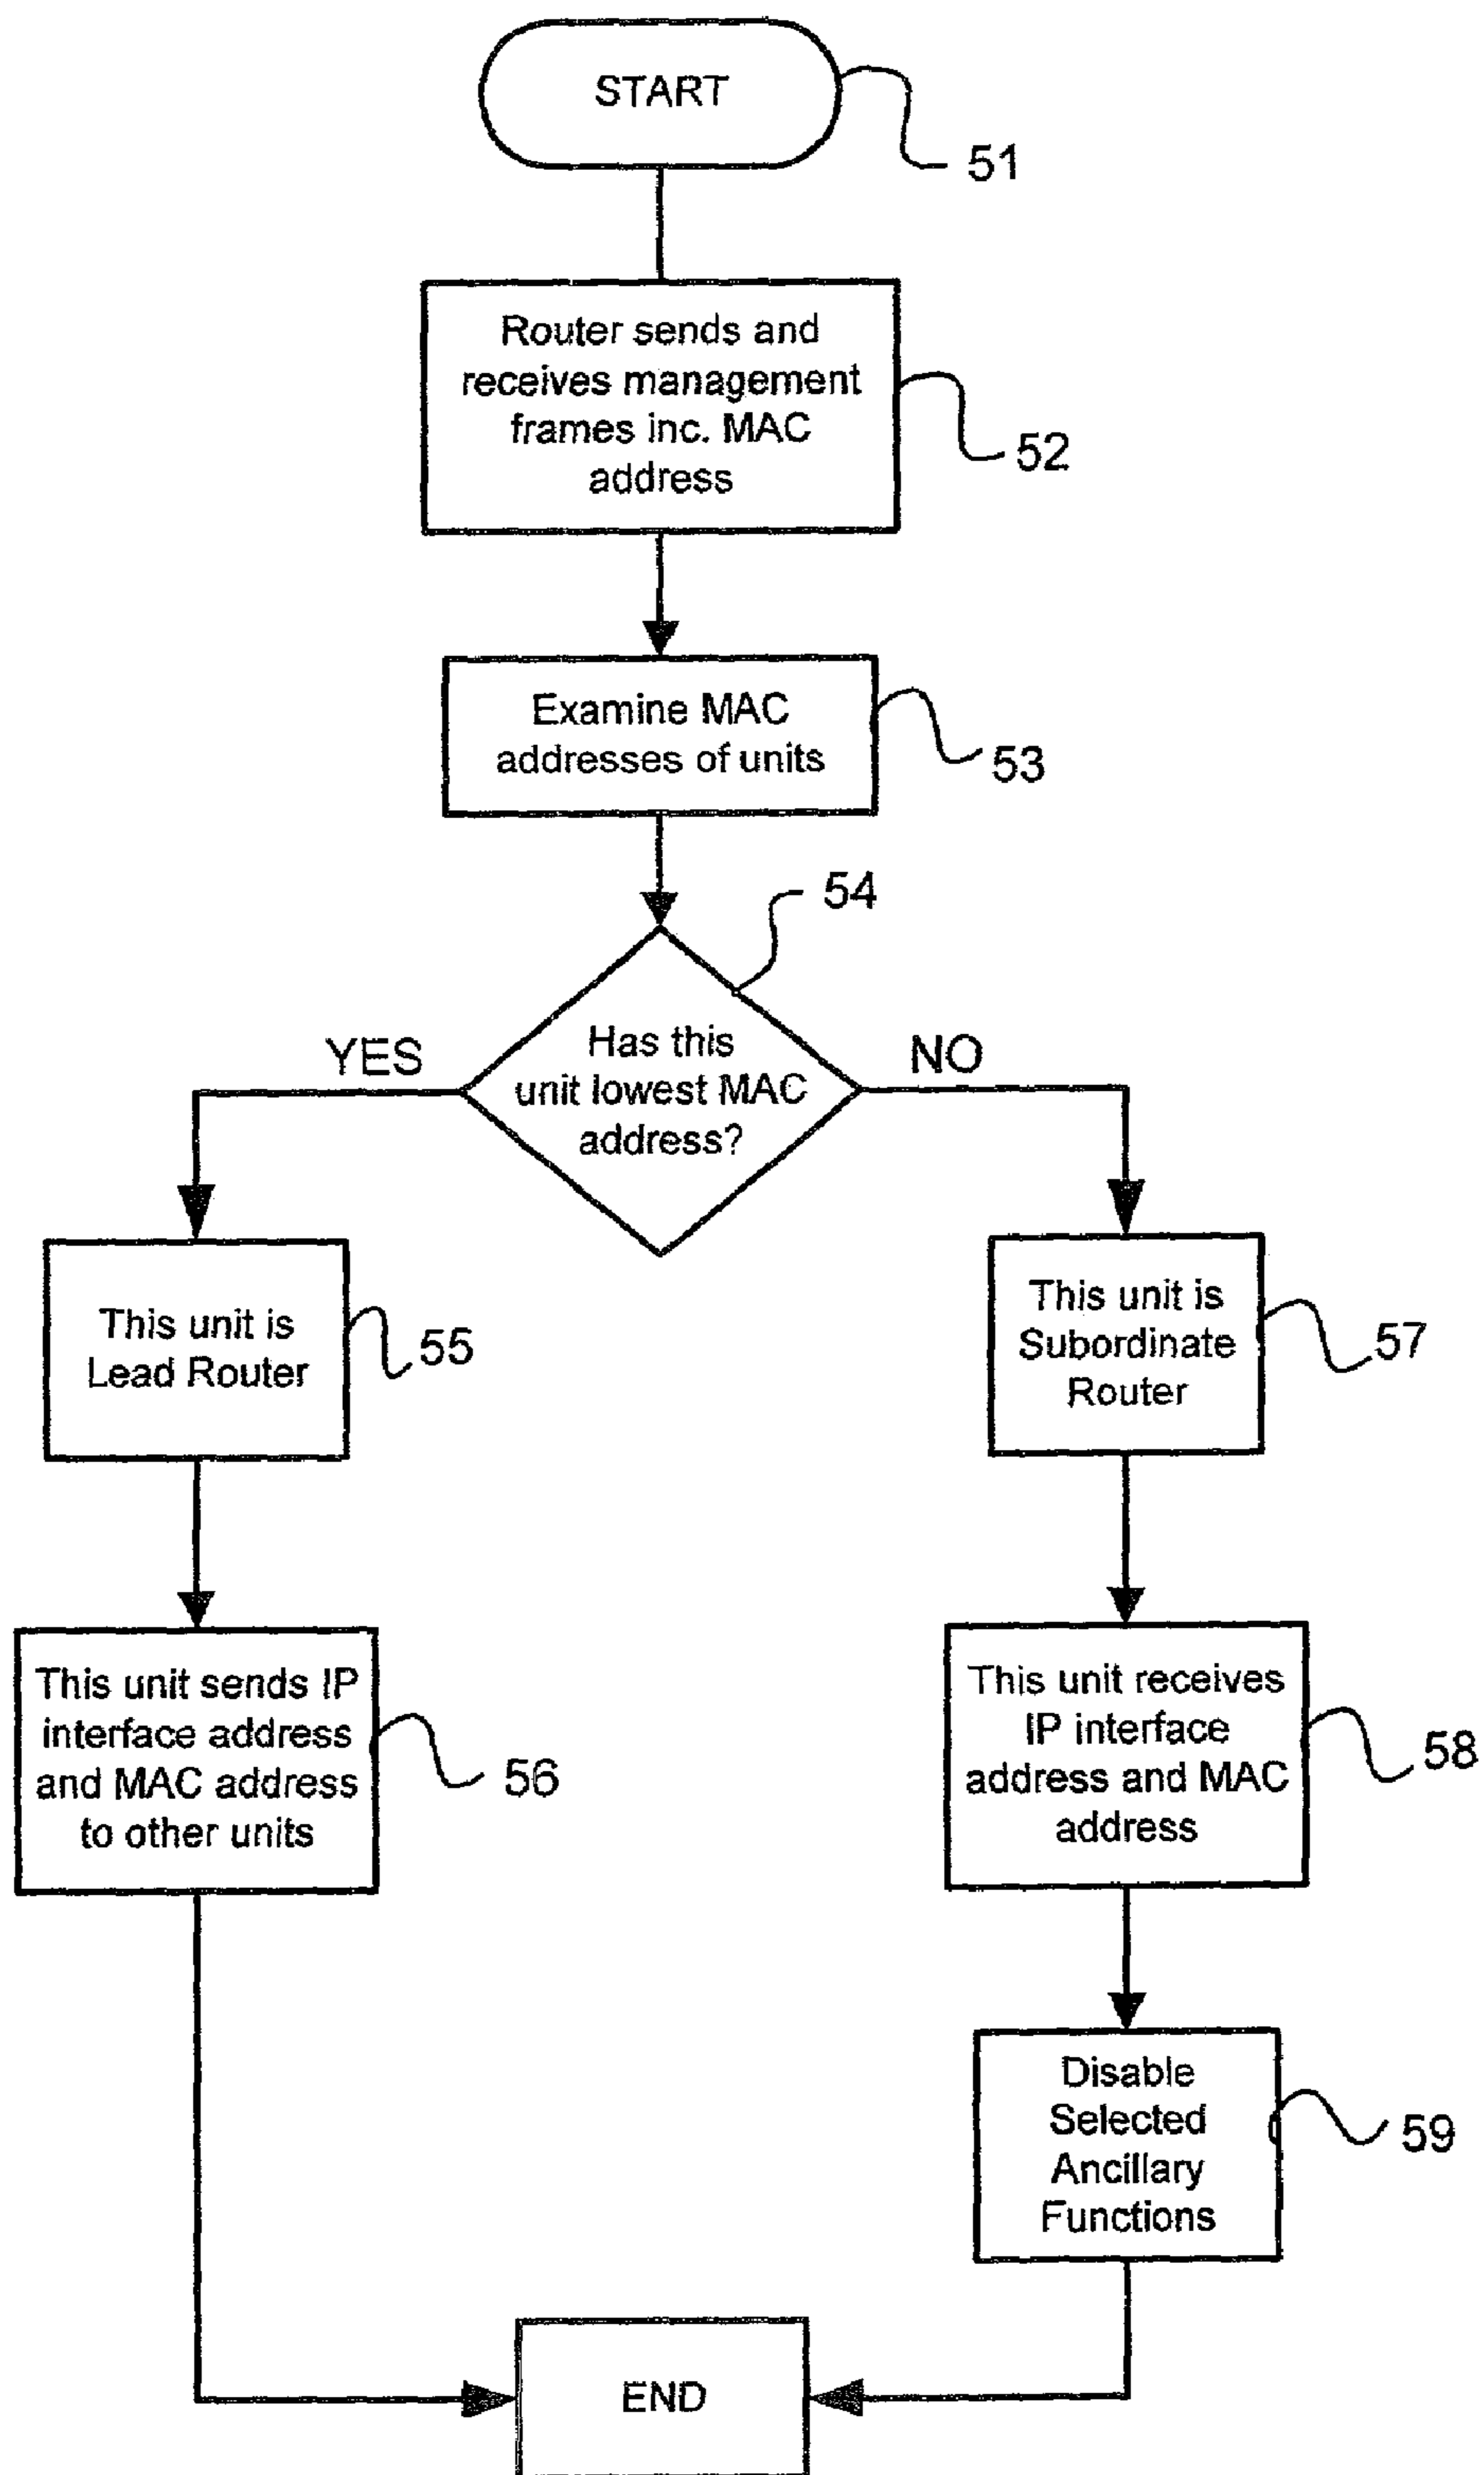 START
51
Router sends and
receives management
frames inc. MAC
address
52
Examine MAC
addresses of units
53
54
Has this
unit lowest MAC
address?
YES
NO
This unit is
Lead Router
55
This unit is
Subordinate
Router
57
This unit sends IP
interface address
and MAC address
to other units
56
This unit receives
IP interface
address and MAC
address
58
Disable
Selected
Ancillary
Functions
59
END